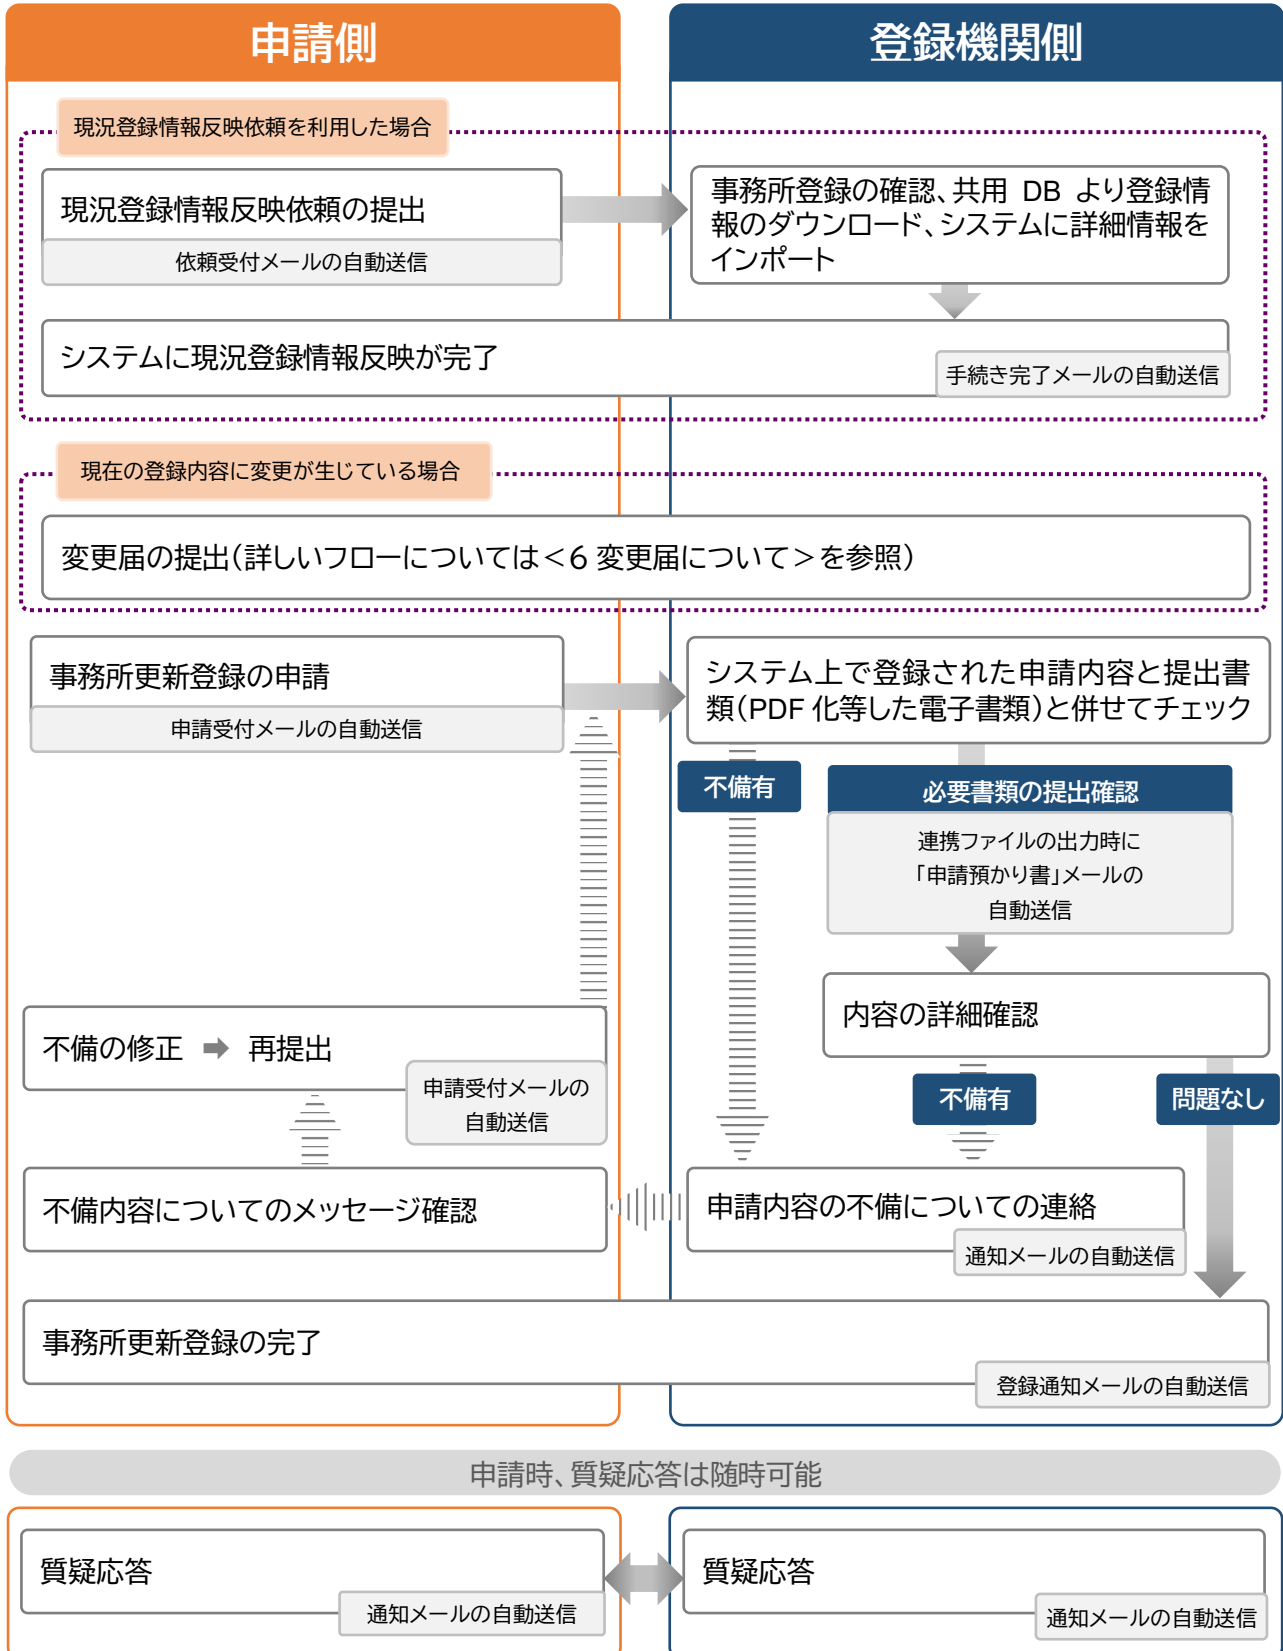 申請側
登録機関側
現況登録情報反映依頼を利用した場合
現況登録情報反映依頼の提出
依頼受付メールの自動送信
事務所登録の確認、共用 DB より登録情
報のダウンロード、システムに詳細情報を
インポート
システムに現況登録情報反映が完了
手続き完了メールの自動送信
現在の登録内容に変更が生じている場合
変更届の提出(詳しいフローについては<6 変更届について>を参照)
事務所更新登録の申請
申請受付メールの自動送信
システム上で登録された申請内容と提出書
類(PDF 化等した電子書類)と併せてチェック
不備有
必要書類の提出確認
連携ファイルの出力時に
「申請預かり書」メールの
自動送信
内容の詳細確認
不備の修正 ➡ 再提出
申請受付メールの
自動送信
不備有
問題なし
不備内容についてのメッセージ確認
申請内容の不備についての連絡
通知メールの自動送信
事務所更新登録の完了
登録通知メールの自動送信
申請時、質疑応答は随時可能
質疑応答
通知メールの自動送信
質疑応答
通知メールの自動送信